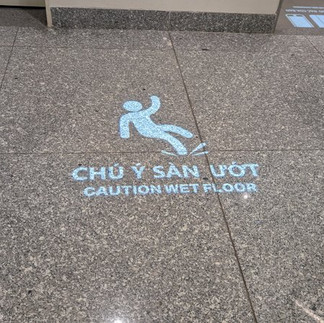 CHÚ Ý SÀN ƯỚT
CAUTION WET FLOOR